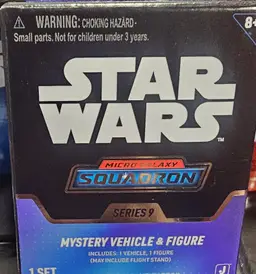 WARNING: CHOKING HAZARD-
8+
Small parts. Not for children under 3 years.
STAR
WARS
TM
MICRO GALAXY
SQUADRON
SERIES 9
MYSTERY VEHICLE & FIGURE
INCLUDES: 1 VEHICLE, 1 FIGURE
(MAY INCLUDE FLIGHT STAND)
1 SET